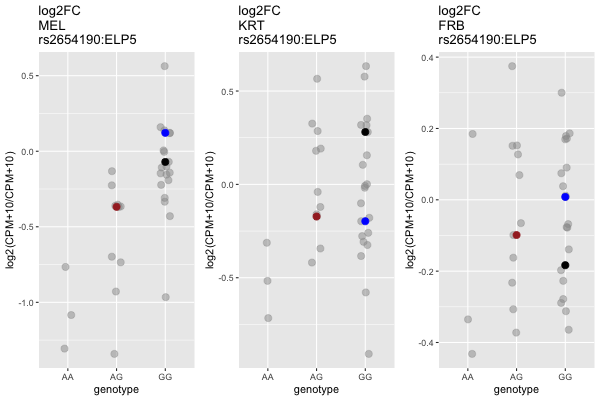 log2FC
MEL
rs2654190:ELP5
log2(CPM+10/CPM+10)
0.5
0.0
-0.5
-1.0
AA
AG
GG
genotype
log2FC
KRT
rs2654190:ELP5
log2(CPM+10/CPM+10)
0.5
0.0
-0.5
AA
AG
GG
genotype
log2FC
FRB
rs2654190:ELP5
log2(CPM+10/CPM+10)
0.4
0.2
0.0
-0.2
-0.4
AA
AG
GG
genotype